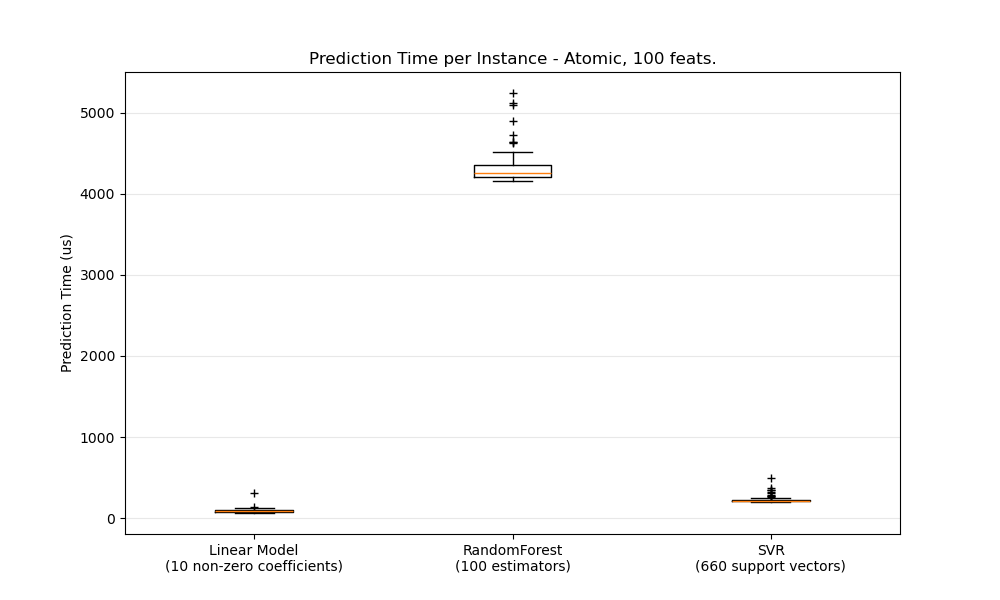 Prediction Time per Instance - Atomic, 100 feats.
Prediction Time (us)
5000
4000
3000
2000
1000
0
Linear Model
(10 non-zero coefficients)
RandomForest
(100 estimators)
SVR
(660 support vectors)